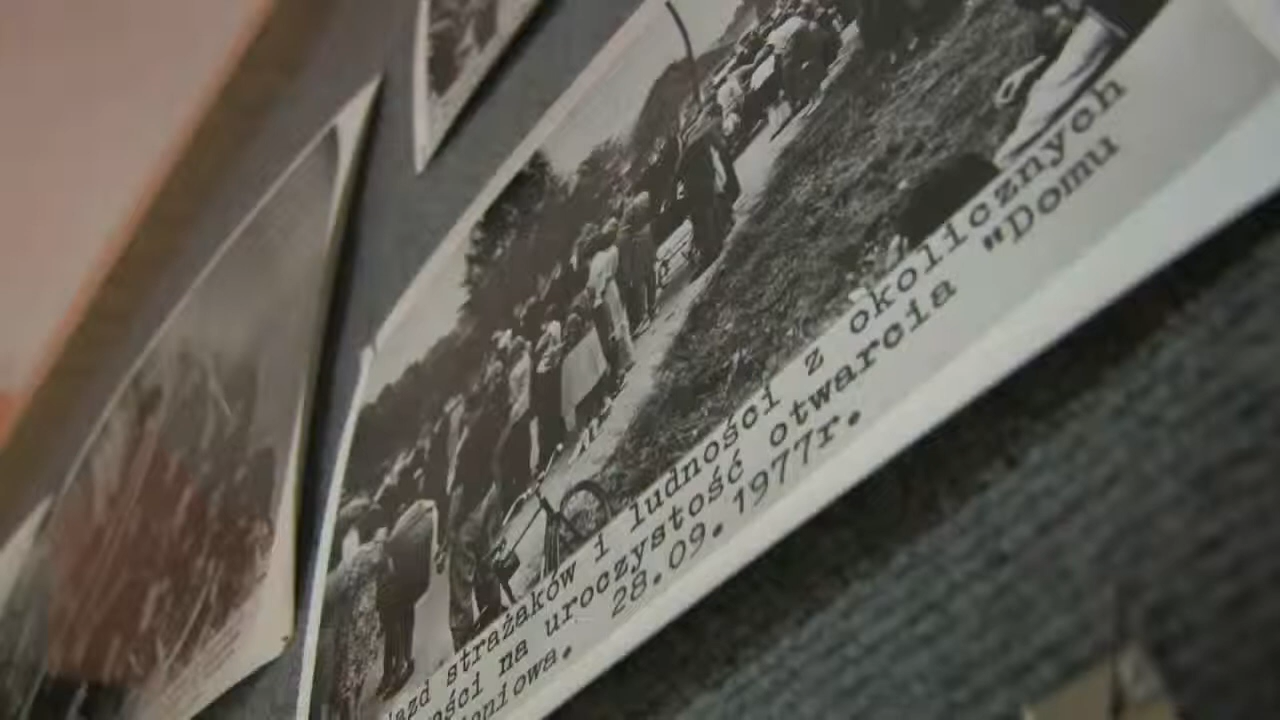 strażaków i ludności z okolicznych
na uroczystość otwarcia "Domu
28.09.1977r.